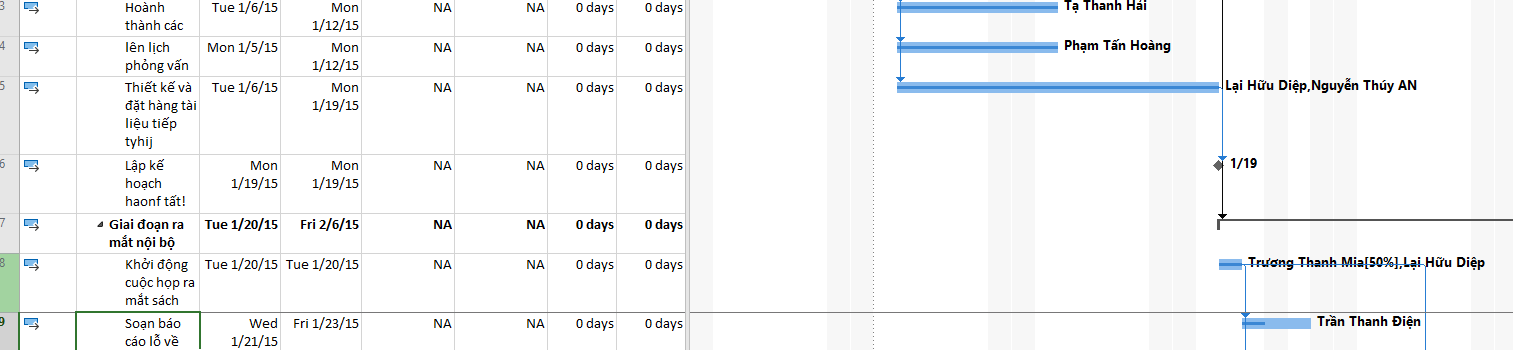 3 Hoành Tue 1/6/15 Mon NA NA 0 days 0 days Tạ Thanh Hải
thành các 1/12/15
4 lên lịch Mon 1/5/15 Mon NA NA 0 days 0 days Phạm Tấn Hoàng
phỏng vấn 1/12/15
5 Thiết kế và Tue 1/6/15 Mon NA NA 0 days 0 days Lại Hữu Diệp,Nguyễn Thúy AN
đặt hàng tài 1/19/15
liệu tiếp
tyhij
6 Lập kế Mon Mon NA NA 0 days 0 days 1/19
hoạch 1/19/15 1/19/15
haonf tất!
7 Giai đoạn ra Tue 1/20/15 Fri 2/6/15 NA NA 0 days 0 days
mắt nội bộ
8 Khởi động Tue 1/20/15 Tue 1/20/15 NA NA 0 days 0 days Trương Thanh Mia[50%],Lại Hữu Diệp
cuộc họp ra
mắt sách
9 Soạn báo Wed Fri 1/23/15 NA NA 0 days 0 days Trần Thanh Điện
cáo lỗ về 1/21/15